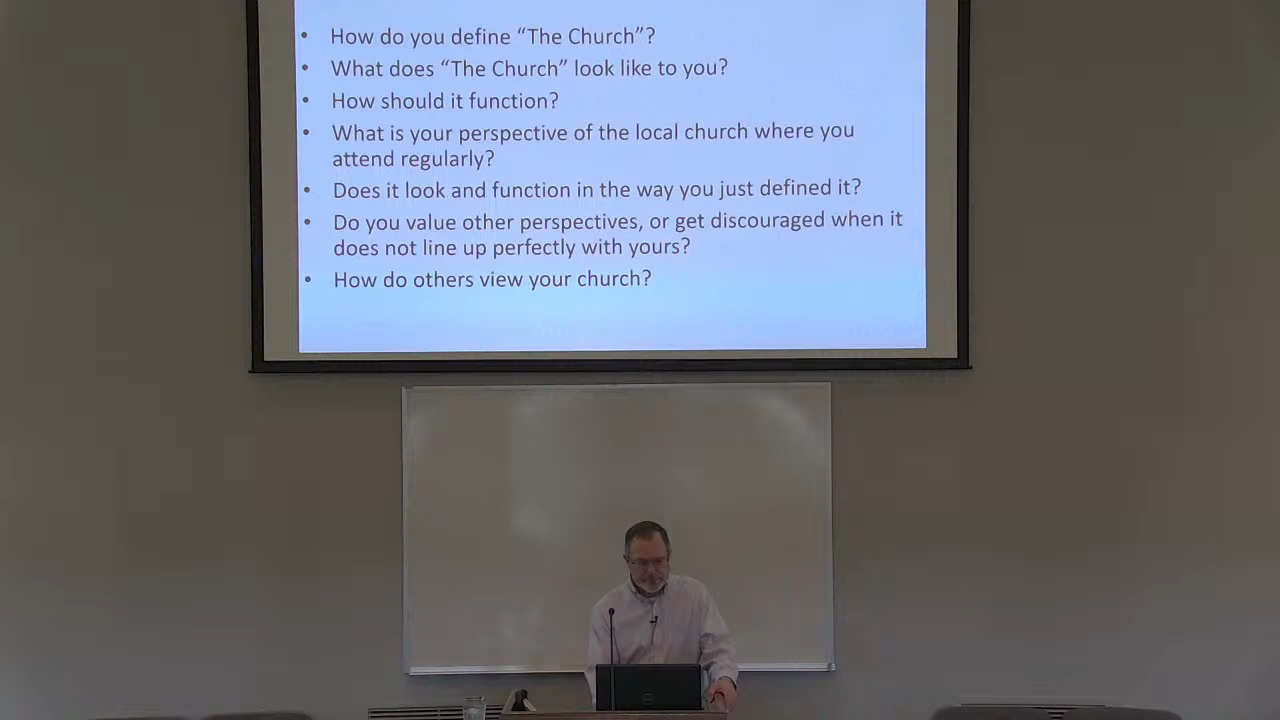 • How do you define “The Church”?
• What does “The Church” look like to you?
• How should it function?
• What is your perspective of the local church where you
attend regularly?
• Does it look and function in the way you just defined it?
• Do you value other perspectives, or get discouraged when it
does not line up perfectly with yours?
• How do others view your church?